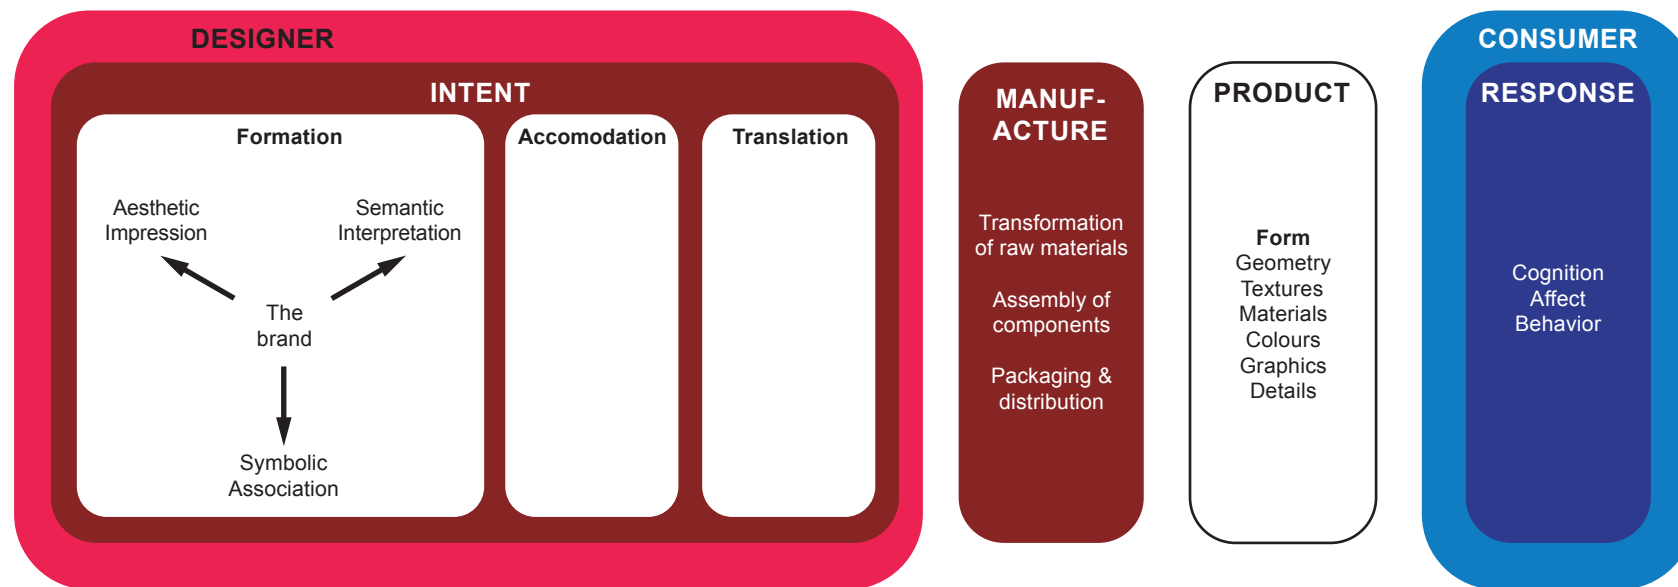 DESIGNER
INTENT
Formation
Aesthetic
Impression
Semantic
Interpretation
The
brand
Symbolic
Association
Accomodation
Translation
MANUF-
ACTURE
Transformation
of raw materials
Assembly of
components
Packaging &
distribution
PRODUCT
Form
Geometry
Textures
Materials
Colours
Graphics
Details
CONSUMER
RESPONSE
Cognition
Affect
Behavior